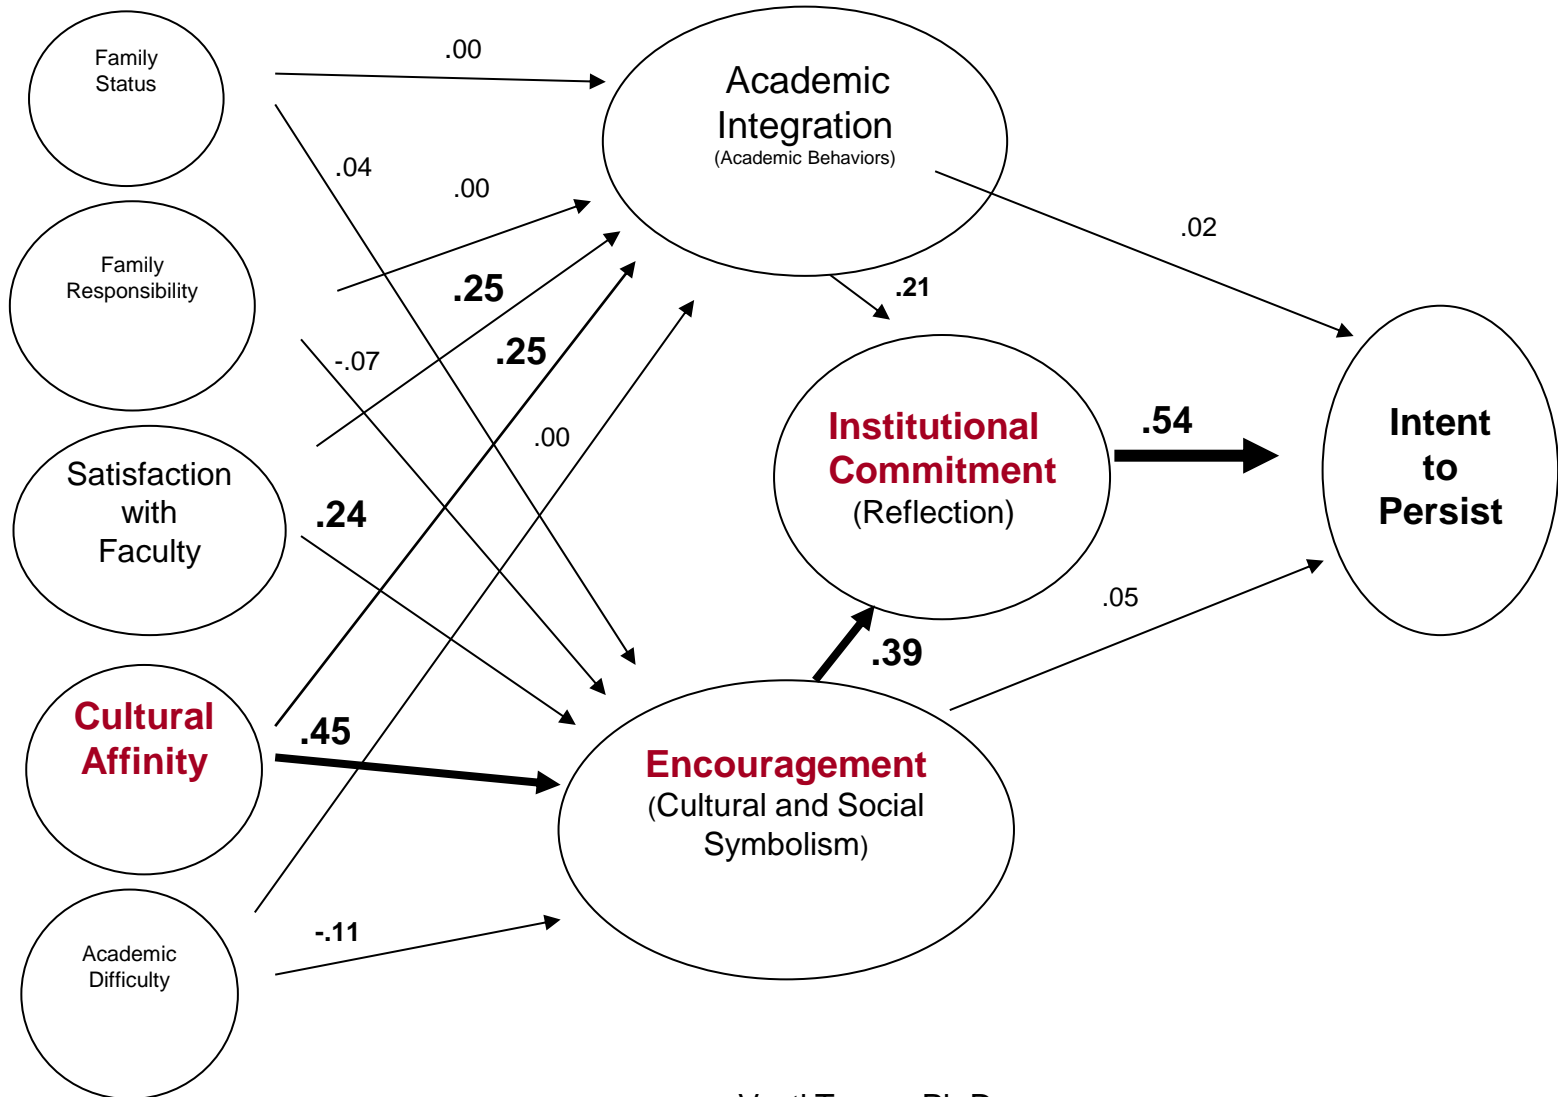 Family
Status
.00
Academic
Integration
(Academic Behaviors)
.04
.00
.02
Family
Responsibility
.25
.21
-.07
.25
Institutional
Commitment
(Reflection)
.54
Intent
to
Persist
.00
Satisfaction
with
Faculty
.24
.05
.39
Cultural
Affinity
.45
Encouragement
(Cultural and Social
Symbolism)
-.11
Academic
Difficulty